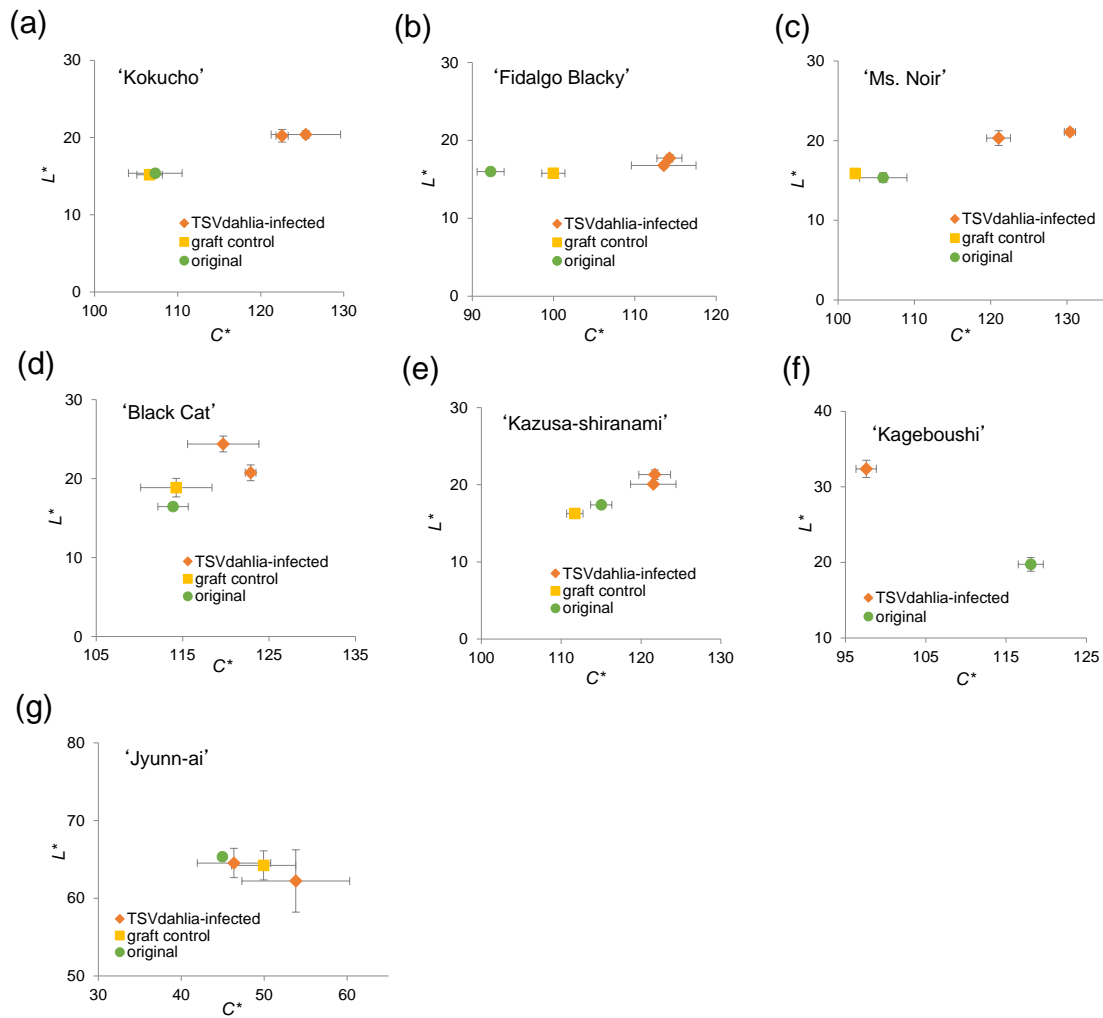 (a)
‘Kokucho’
30
20
10
0
L*
100
110
120
130
C*
TSVdahlia-infected
graft control
original
(b)
‘Fidalgo Blacky’
30
20
10
0
L*
90
100
110
120
C*
TSVdahlia-infected
graft control
original
(c)
‘Ms. Noir’
30
20
10
0
L*
100
110
120
130
C*
TSVdahlia-infected
graft control
original
(d)
‘Black Cat’
30
20
10
0
L*
105
115
125
135
C*
TSVdahlia-infected
graft control
original
(e)
‘Kazusa-shiranami’
30
20
10
0
L*
100
110
120
130
C*
TSVdahlia-infected
graft control
original
(f)
‘Kageboushi’
40
30
20
10
L*
95
105
115
125
C*
TSVdahlia-infected
original
(g)
‘Jyunn-ai’
80
70
60
50
L*
30
40
50
60
C*
TSVdahlia-infected
graft control
original